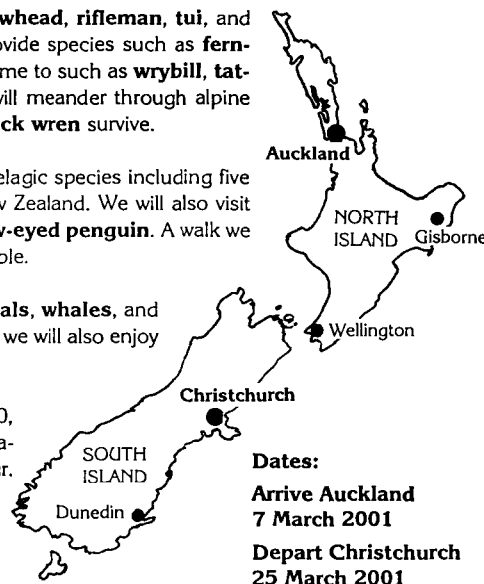 whead, rifleman, tui, and
ovide species such as fern-
me to such as wrybill, tat-
vill meander through alpine
ck wren survive.
elagic species including five
w Zealand. We will also visit
w-eyed penguin. A walk we
ple.
als, whales, and
we will also enjoy
0,
a-
er.
Auckland
NORTH
ISLAND
Gisborne
Wellington
Christchurch
SOUTH
ISLAND
Dunedin
Dates:
Arrive Auckland
7 March 2001
Depart Christchurch
25 March 2001